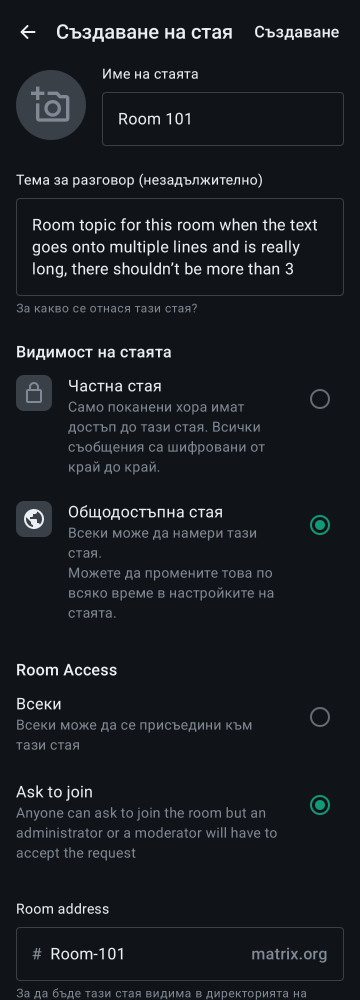 Създаване на стая
Създаване
Име на стаята
Room 101
Тема за разговор (незадължително)
Room topic for this room when the text
goes onto multiple lines and is really
long, there shouldn’t be more than 3
За какво се отнася тази стая?
Видимост на стаята
Частна стая
Само поканени хора имат
достъп до тази стая. Всички
съобщения са шифровани от
край до край.
Общодостъпна стая
Всеки може да намери тази
стая.
Можете да промените това по
всяко време в настройките на
стаята.
Room Access
Всеки
Всеки може да се присъедини към
тази стая
Ask to join
Anyone can ask to join the room but an
administrator or a moderator will have to
accept the request
Room address
# Room-101 matrix.org
За да бъде тази стая видима в директорията на